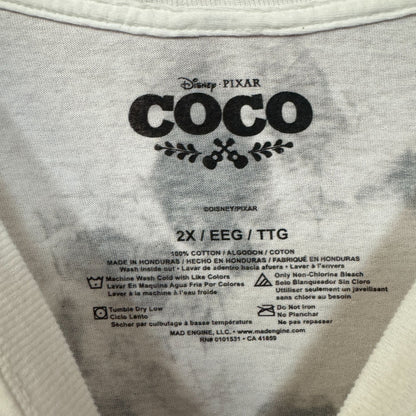 Disney · PIXAR
COCO
©DISNEY/PIXAR
2X / EEG / TTG
100% COTTON / ALGODON / COTON
MADE IN HONDURAS / HECHO EN HONDURAS / FABRIQUÉ EN HONDURAS
Wash inside out • Lavar de adentro hacia afuera • Laver à l'envers
Machine Wash Cold with Like Colors
Lavar En Maquina Agua Fria Por Colores
Laver à la machine à l'eau froide
Only Non-Chlorine Bleach
Solo Blanqueador Sin Cloro
Utiliser seulement un javellisant
sans chlore au besoin
Tumble Dry Low
Ciclo Lento
Sécher par culbutage à basse température
Do Not Iron
No Planchar
Ne pas repasser
MAD ENGINE, LLC. • www.madengine.com
RN# 0101531 • CA 41859